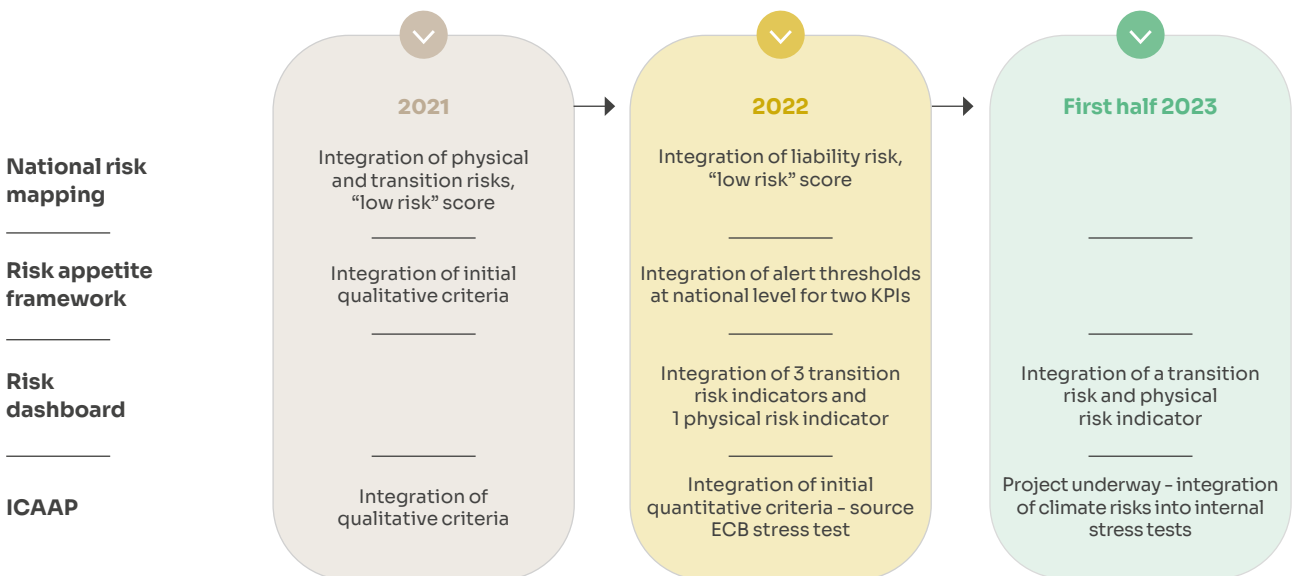 2021
2022
First half 2023
National risk
mapping
Integration of physical
and transition risks,
“low risk” score
Integration of liability risk,
“low risk” score
Risk appetite
framework
Integration of initial
qualitative criteria
Integration of alert thresholds
at national level for two KPIs
Risk
dashboard
Integration of 3 transition
risk indicators and
1 physical risk indicator
Integration of a transition
risk and physical
risk indicator
ICAAP
Integration of
qualitative criteria
Integration of initial
quantitative criteria - source
ECB stress test
Project underway - integration
of climate risks into internal
stress tests